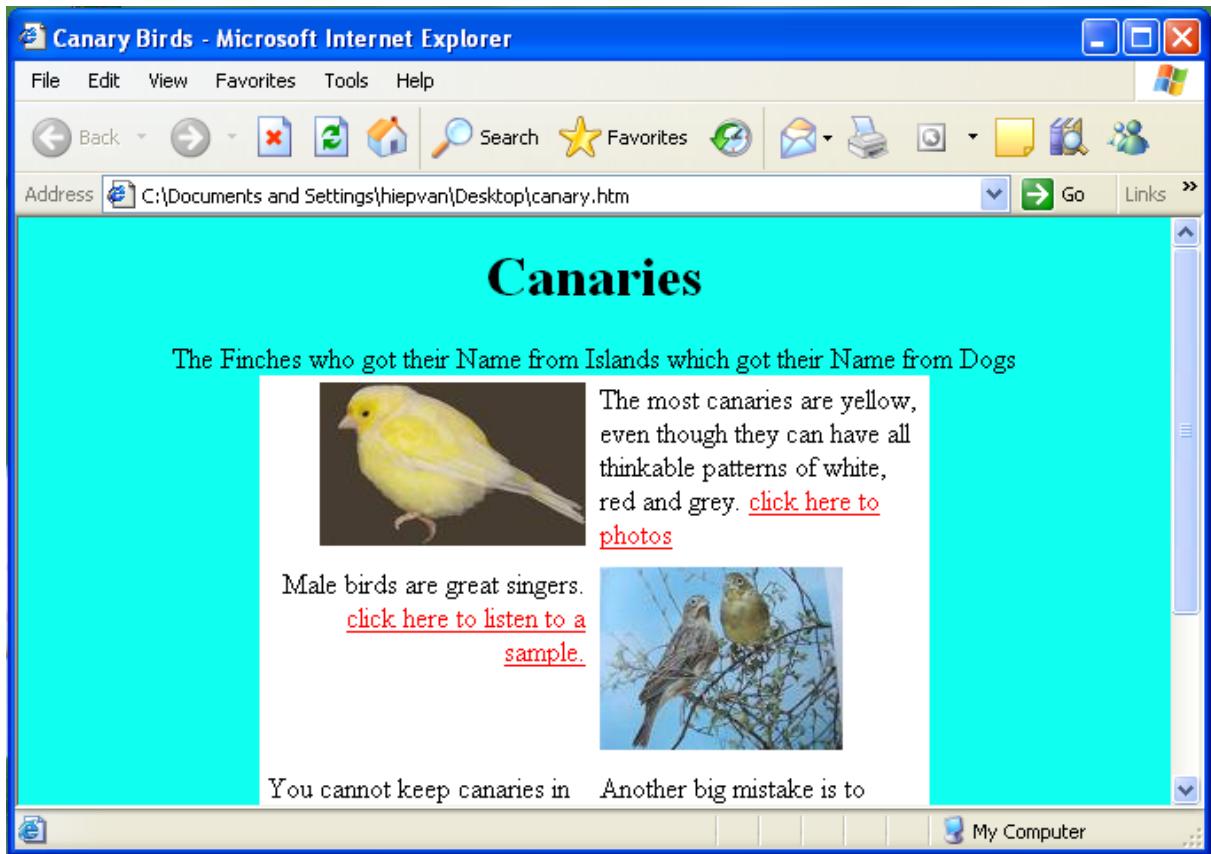 Canary Birds - Microsoft Internet Explorer
File Edit View Favorites Tools Help
Back Search Favorites
Address C:\Documents and Settings\hiepvan\Desktop\canary.htm Go Links »
Canaries
The Finches who got their Name from Islands which got their Name from Dogs
The most canaries are yellow,
even though they can have all
thinkable patterns of white,
red and grey. click here to
photos
Male birds are great singers.
click here to listen to a
sample.
You cannot keep canaries in
Another big mistake is to
My Computer